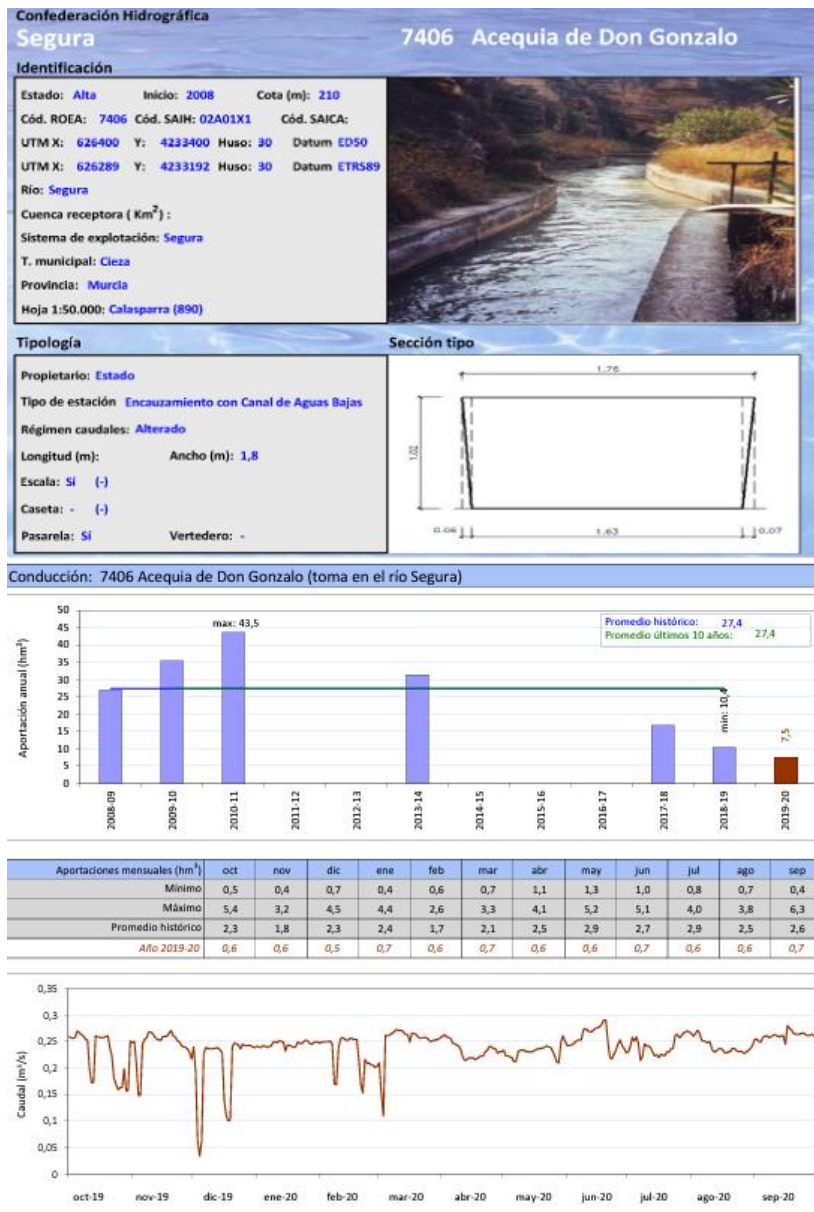 Confederación Hidrográfica
Segura 7406 Acequia de Don Gonzalo
Identificación
Estado: Alta Inicio: 2008 Cota (m): 210
Cód. ROEA: 7406 Cód. SAIH: 02A01X1 Cód. SAICA:
UTM X: 626400 Y: 4233400 Huso: 30 Datum ED50
UTM X: 626289 Y: 4233192 Huso: 30 Datum ETRS89
Río: Segura
Cuenca receptora ( Km²) :
Sistema de explotación: Segura
T. municipal: Cieza
Provincia: Murcia
Hoja 1:50.000: Calasparra (890)
Tipología
Propietario: Estado
Tipo de estación Encauzamiento con Canal de Aguas Bajas
Régimen caudales: Alterado
Longitud (m): Ancho (m): 1,8
Escala: Sí (-)
Caseta: - (-)
Pasarela: Sí Vertedero: -
Sección tipo
1.76
1.02
0.06 1.63 0.07
Conducción: 7406 Acequia de Don Gonzalo (toma en el río Segura)
Aportación anual (hm³)
50
45
40
35
30
25
20
15
10
5
0
max: 43,5
Promedio histórico: 27,4
Promedio últimos 10 años: 27,4
min: 10,4
7,5
2008-09 2009-10 2010-11 2011-12 2012-13 2013-14 2014-15 2015-16 2016-17 2017-18 2018-19 2019-20
Aportaciones mensuales (hm³) oct nov dic ene feb mar abr may jun jul ago sep
Mínimo 0,5 0,4 0,7 0,4 0,6 0,7 1,1 1,3 1,0 0,8 0,7 0,4
Máximo 5,4 3,2 4,5 4,4 2,6 3,3 4,1 5,2 5,1 4,0 3,8 6,3
Promedio histórico 2,3 1,8 2,3 2,4 1,7 2,1 2,5 2,9 2,7 2,9 2,5 2,6
Año 2019-20 0,6 0,6 0,5 0,7 0,6 0,7 0,6 0,6 0,7 0,6 0,6 0,7
Caudal (m³/s)
0,35
0,3
0,25
0,2
0,15
0,1
0,05
0
oct-19 nov-19 dic-19 ene-20 feb-20 mar-20 abr-20 may-20 jun-20 jul-20 ago-20 sep-20